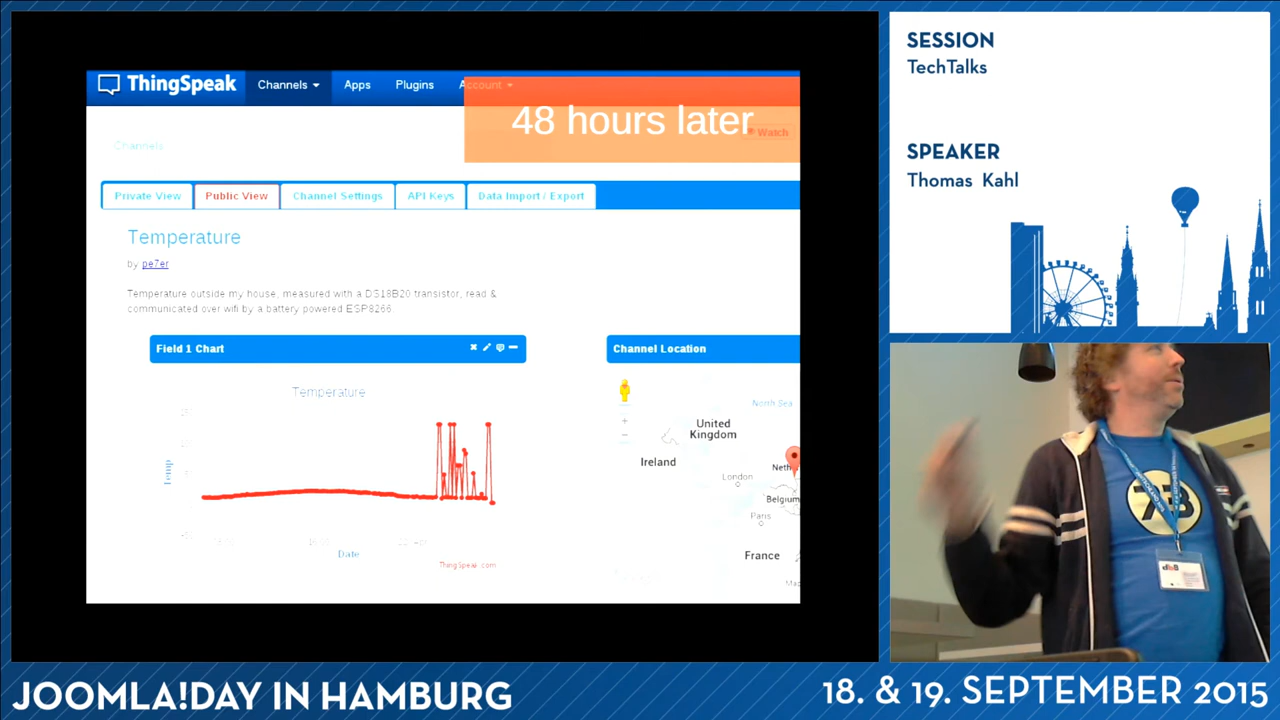 ThingSpeak
Channels
Apps
Plugins
Account
48 hours later
Watch
Channels
Private View
Public View
Channel Settings
API Keys
Data Import / Export
Temperature
by pe7er
Temperature outside my house, measured with a DS18B20 transistor, read &
communicated over wifi by a battery powered ESP8266.
Field 1 Chart
Channel Location
Temperature
Temp
Date
ThingSpeak.com
North Sea
United
Kingdom
Ireland
London
Belgium
Paris
France
SESSION
TechTalks
SPEAKER
Thomas Kahl
73
JOOMLA!DAY IN HAMBURG
18. & 19. SEPTEMBER 2015